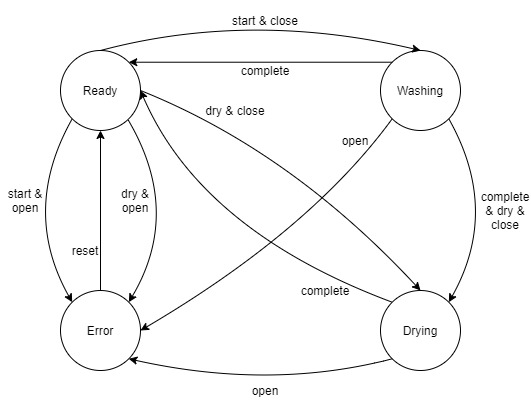 start & close
complete
Ready
Washing
dry & close
open
start &
open
dry &
open
complete
& dry &
close
reset
complete
Error
Drying
open